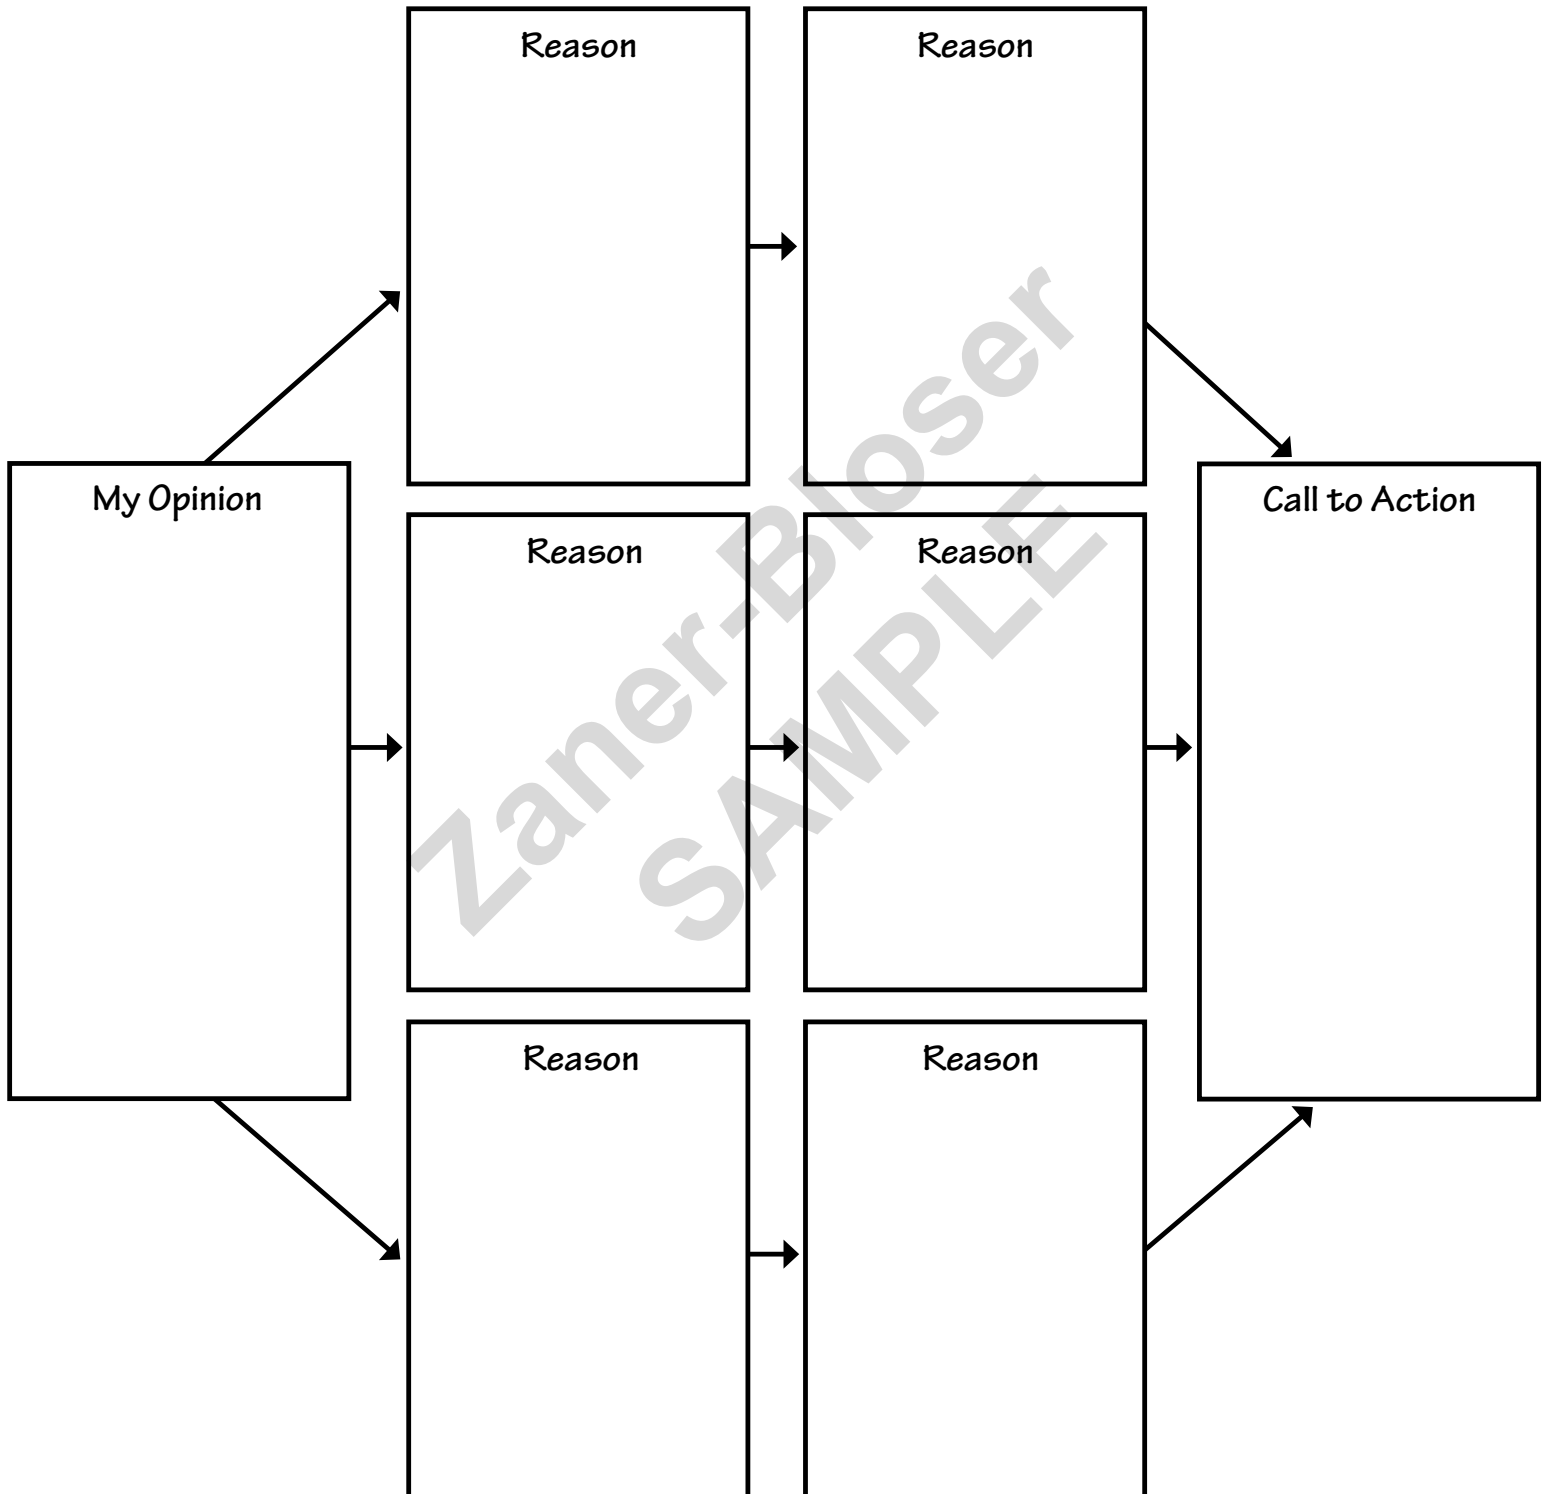 Reason
Reason
My Opinion
Call to Action
Reason
Reason
Reason
Reason
Zaner-Bloser
SAMPLE